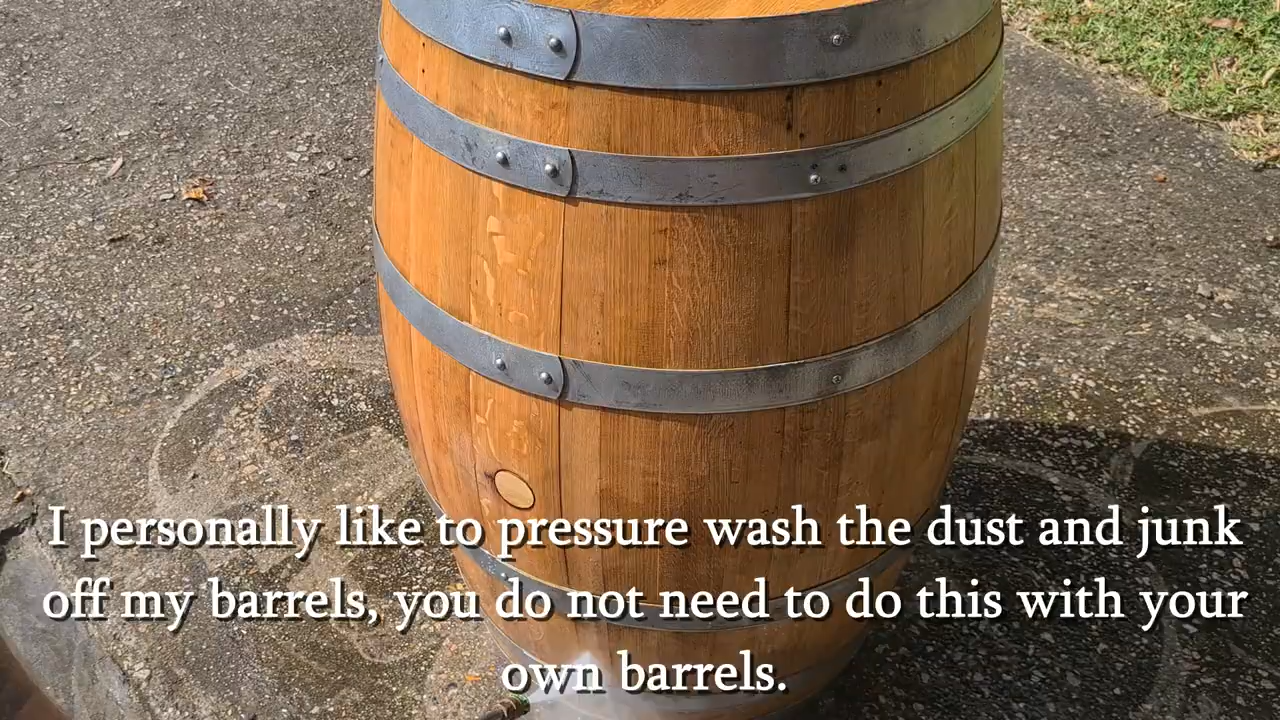 I personally like to pressure wash the dust and junk
off my barrels, you do not need to do this with your
own barrels.